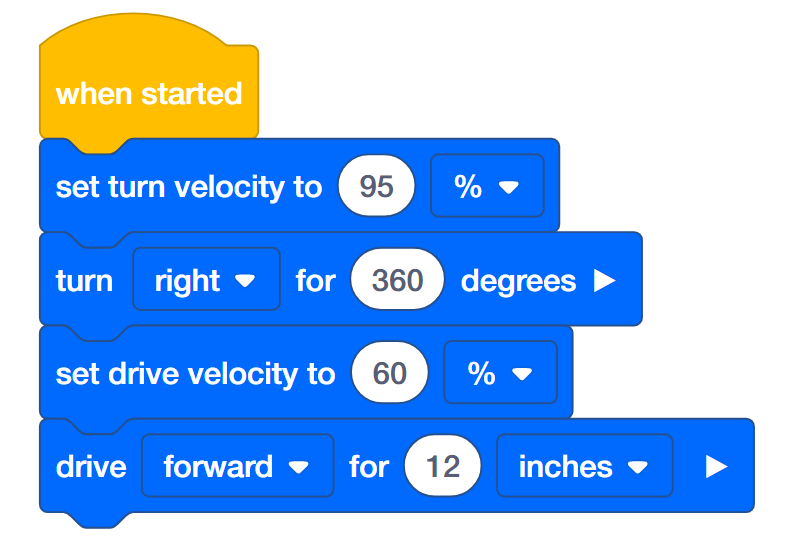 when started
set turn velocity to 95 %
turn right for 360 degrees
set drive velocity to 60 %
drive forward for 12 inches